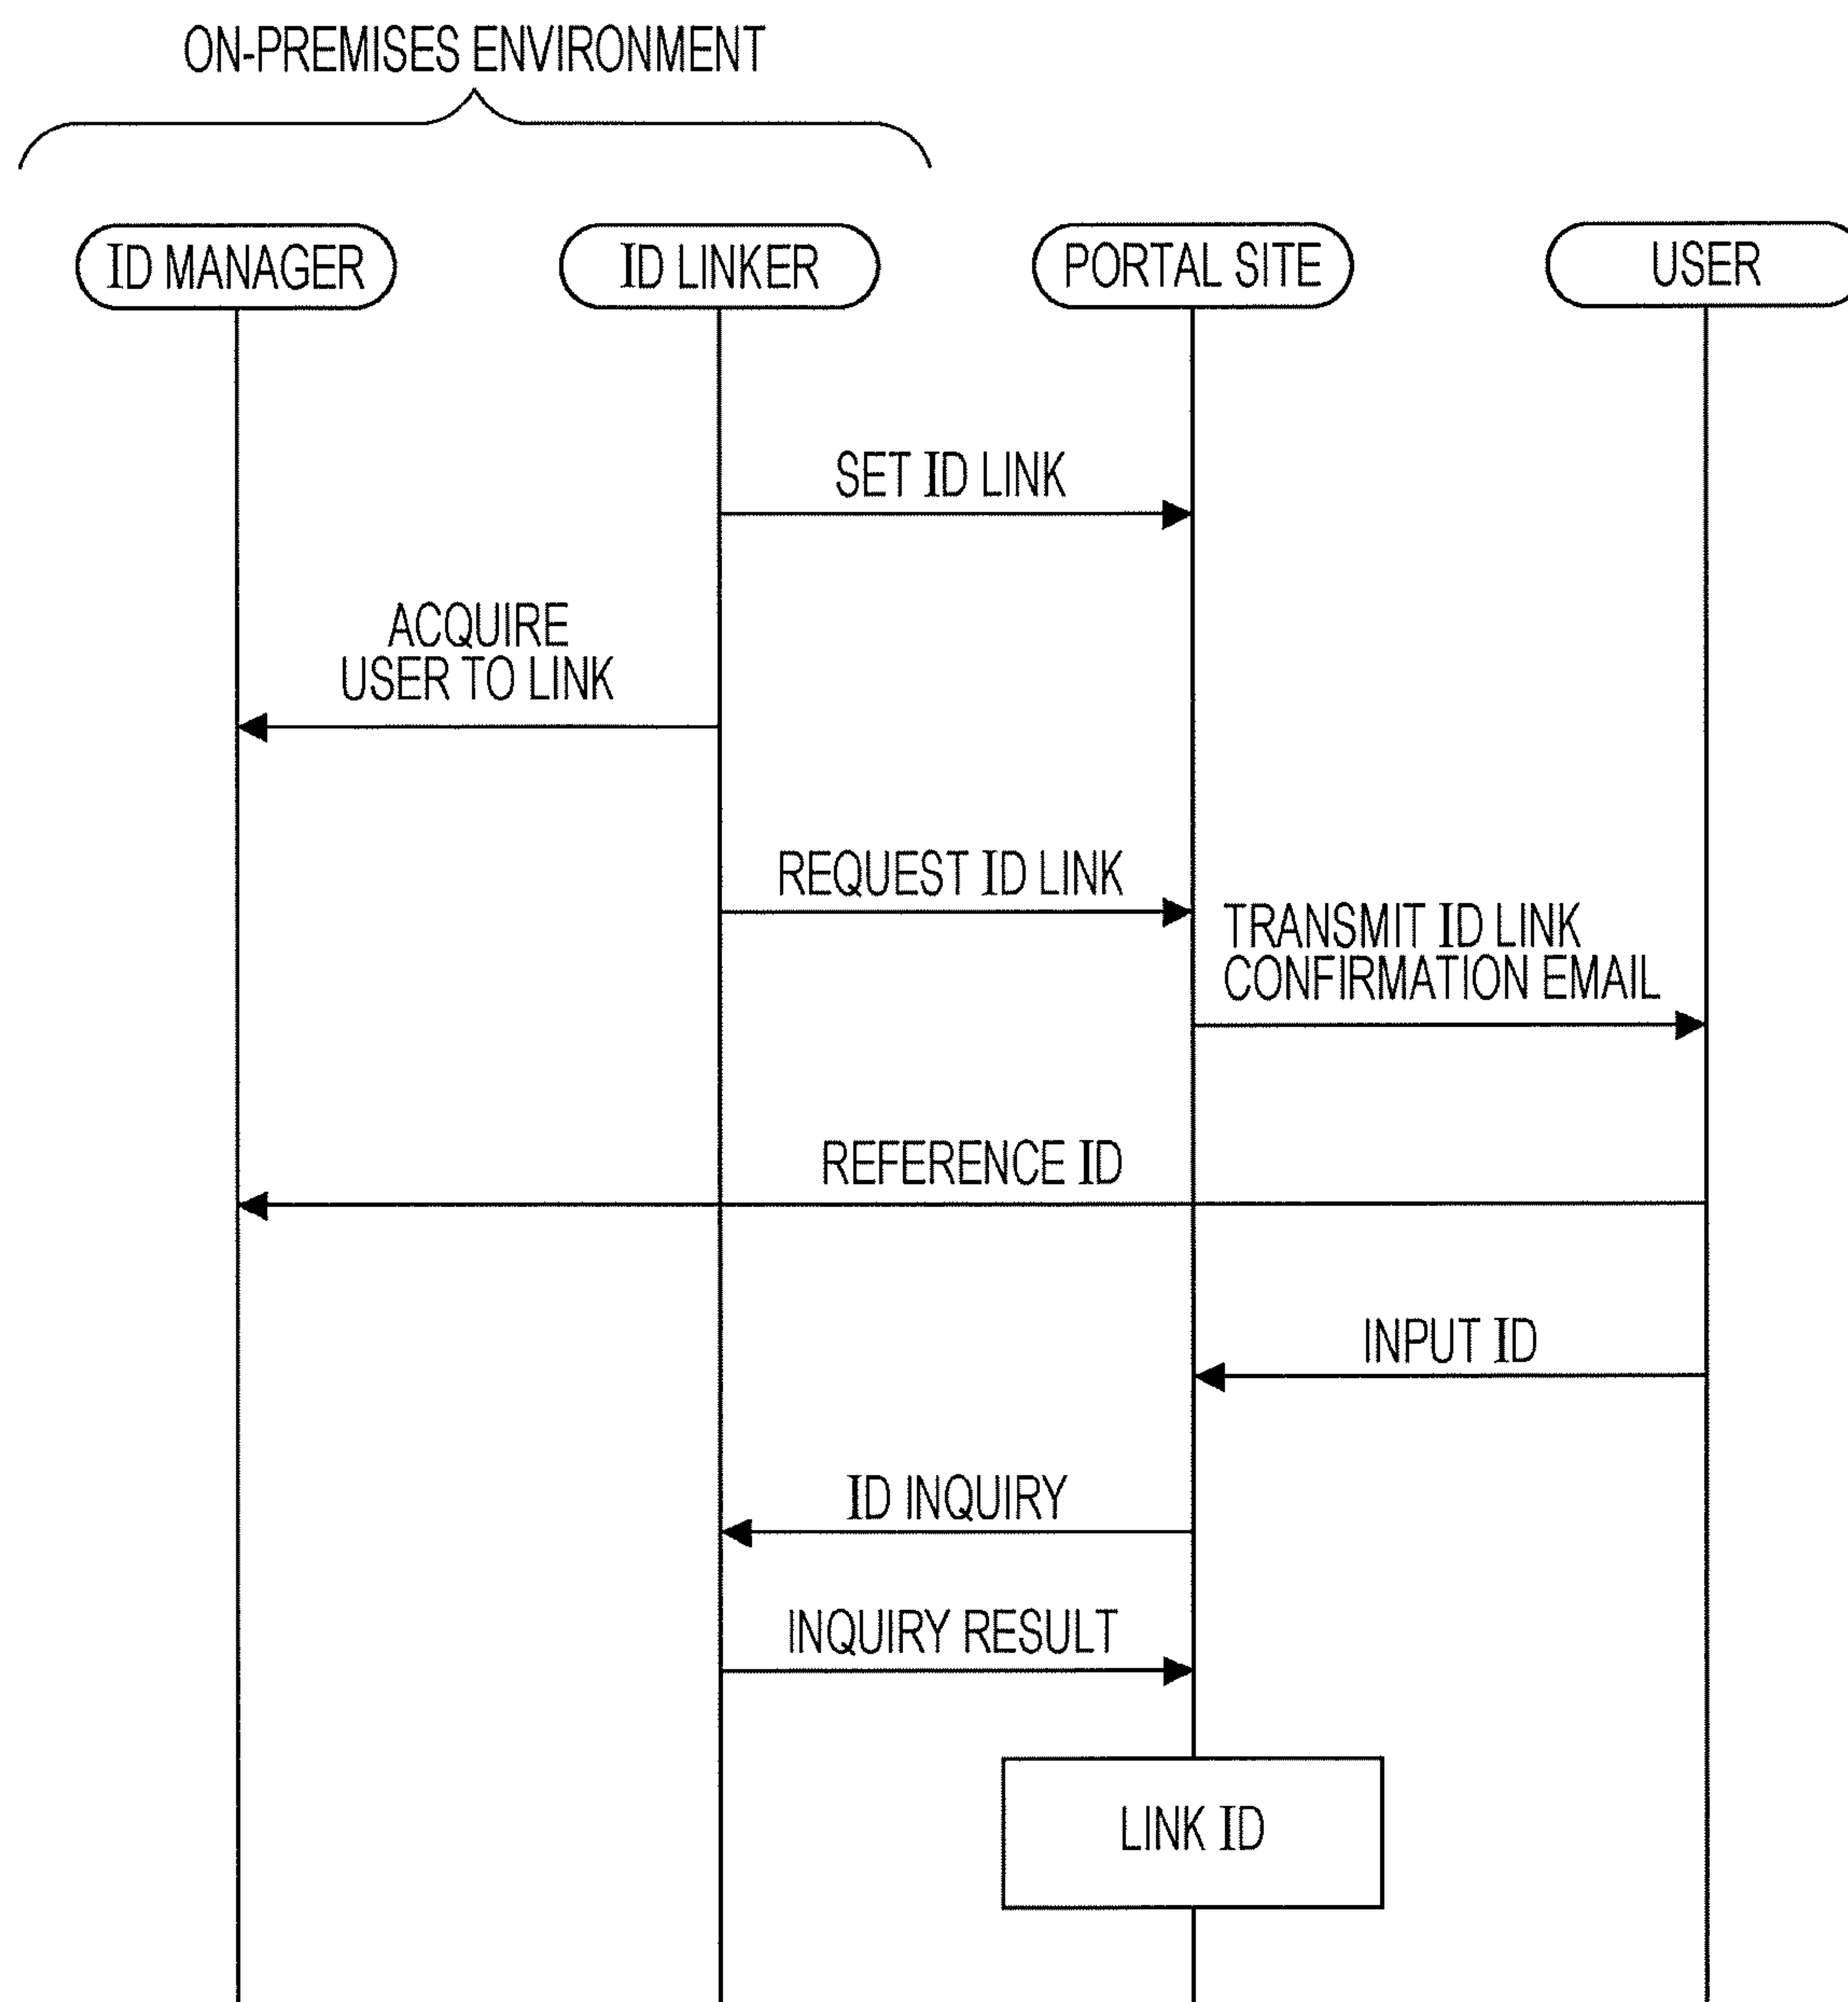 ON-PREMISES ENVIRONMENT
ID MANAGER
ID LINKER
PORTAL SITE
USER
SET ID LINK
ACQUIRE
USER TO LINK
REQUEST ID LINK
TRANSMIT ID LINK
CONFIRMATION EMAIL
REFERENCE ID
INPUT ID
ID INQUIRY
INQUIRY RESULT
LINK ID